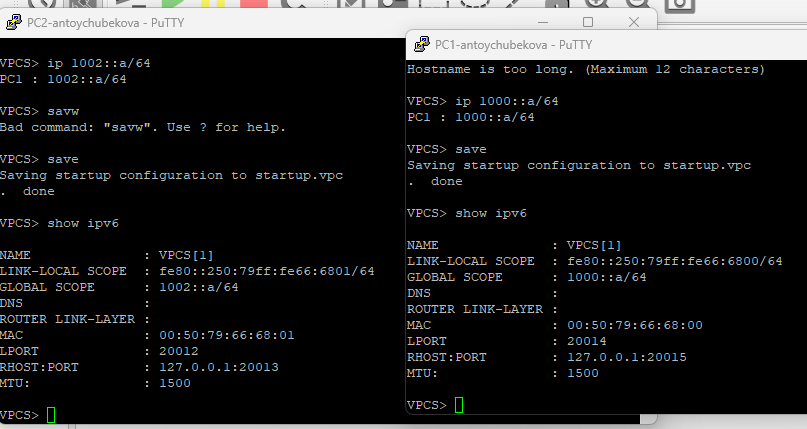 PC2-antoychubekova - PuTTY
VPCS> ip 1002::a/64
PC1 : 1002::a/64
VPCS> savw
Bad command: "savw". Use ? for help.
VPCS> save
Saving startup configuration to startup.vpc
.  done
VPCS> show ipv6
NAME              : VPCS[1]
LINK-LOCAL SCOPE  : fe80::250:79ff:fe66:6801/64
GLOBAL SCOPE      : 1002::a/64
DNS               :
ROUTER LINK-LAYER :
MAC               : 00:50:79:66:68:01
LPORT             : 20012
RHOST:PORT        : 127.0.0.1:20013
MTU:              : 1500
VPCS>
PC1-antoychubekova - PuTTY
Hostname is too long. (Maximum 12 characters)
VPCS> ip 1000::a/64
PC1 : 1000::a/64
VPCS> save
Saving startup configuration to startup.vpc
.  done
VPCS> show ipv6
NAME              : VPCS[1]
LINK-LOCAL SCOPE  : fe80::250:79ff:fe66:6800/64
GLOBAL SCOPE      : 1000::a/64
DNS               :
ROUTER LINK-LAYER :
MAC               : 00:50:79:66:68:00
LPORT             : 20014
RHOST:PORT        : 127.0.0.1:20015
MTU:              : 1500
VPCS>